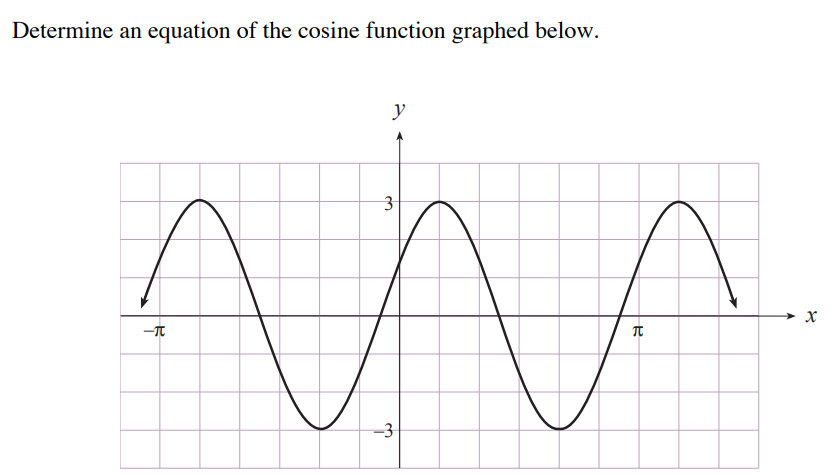 Determine an equation of the cosine function graphed below.
y
3
x
−π
π
−3